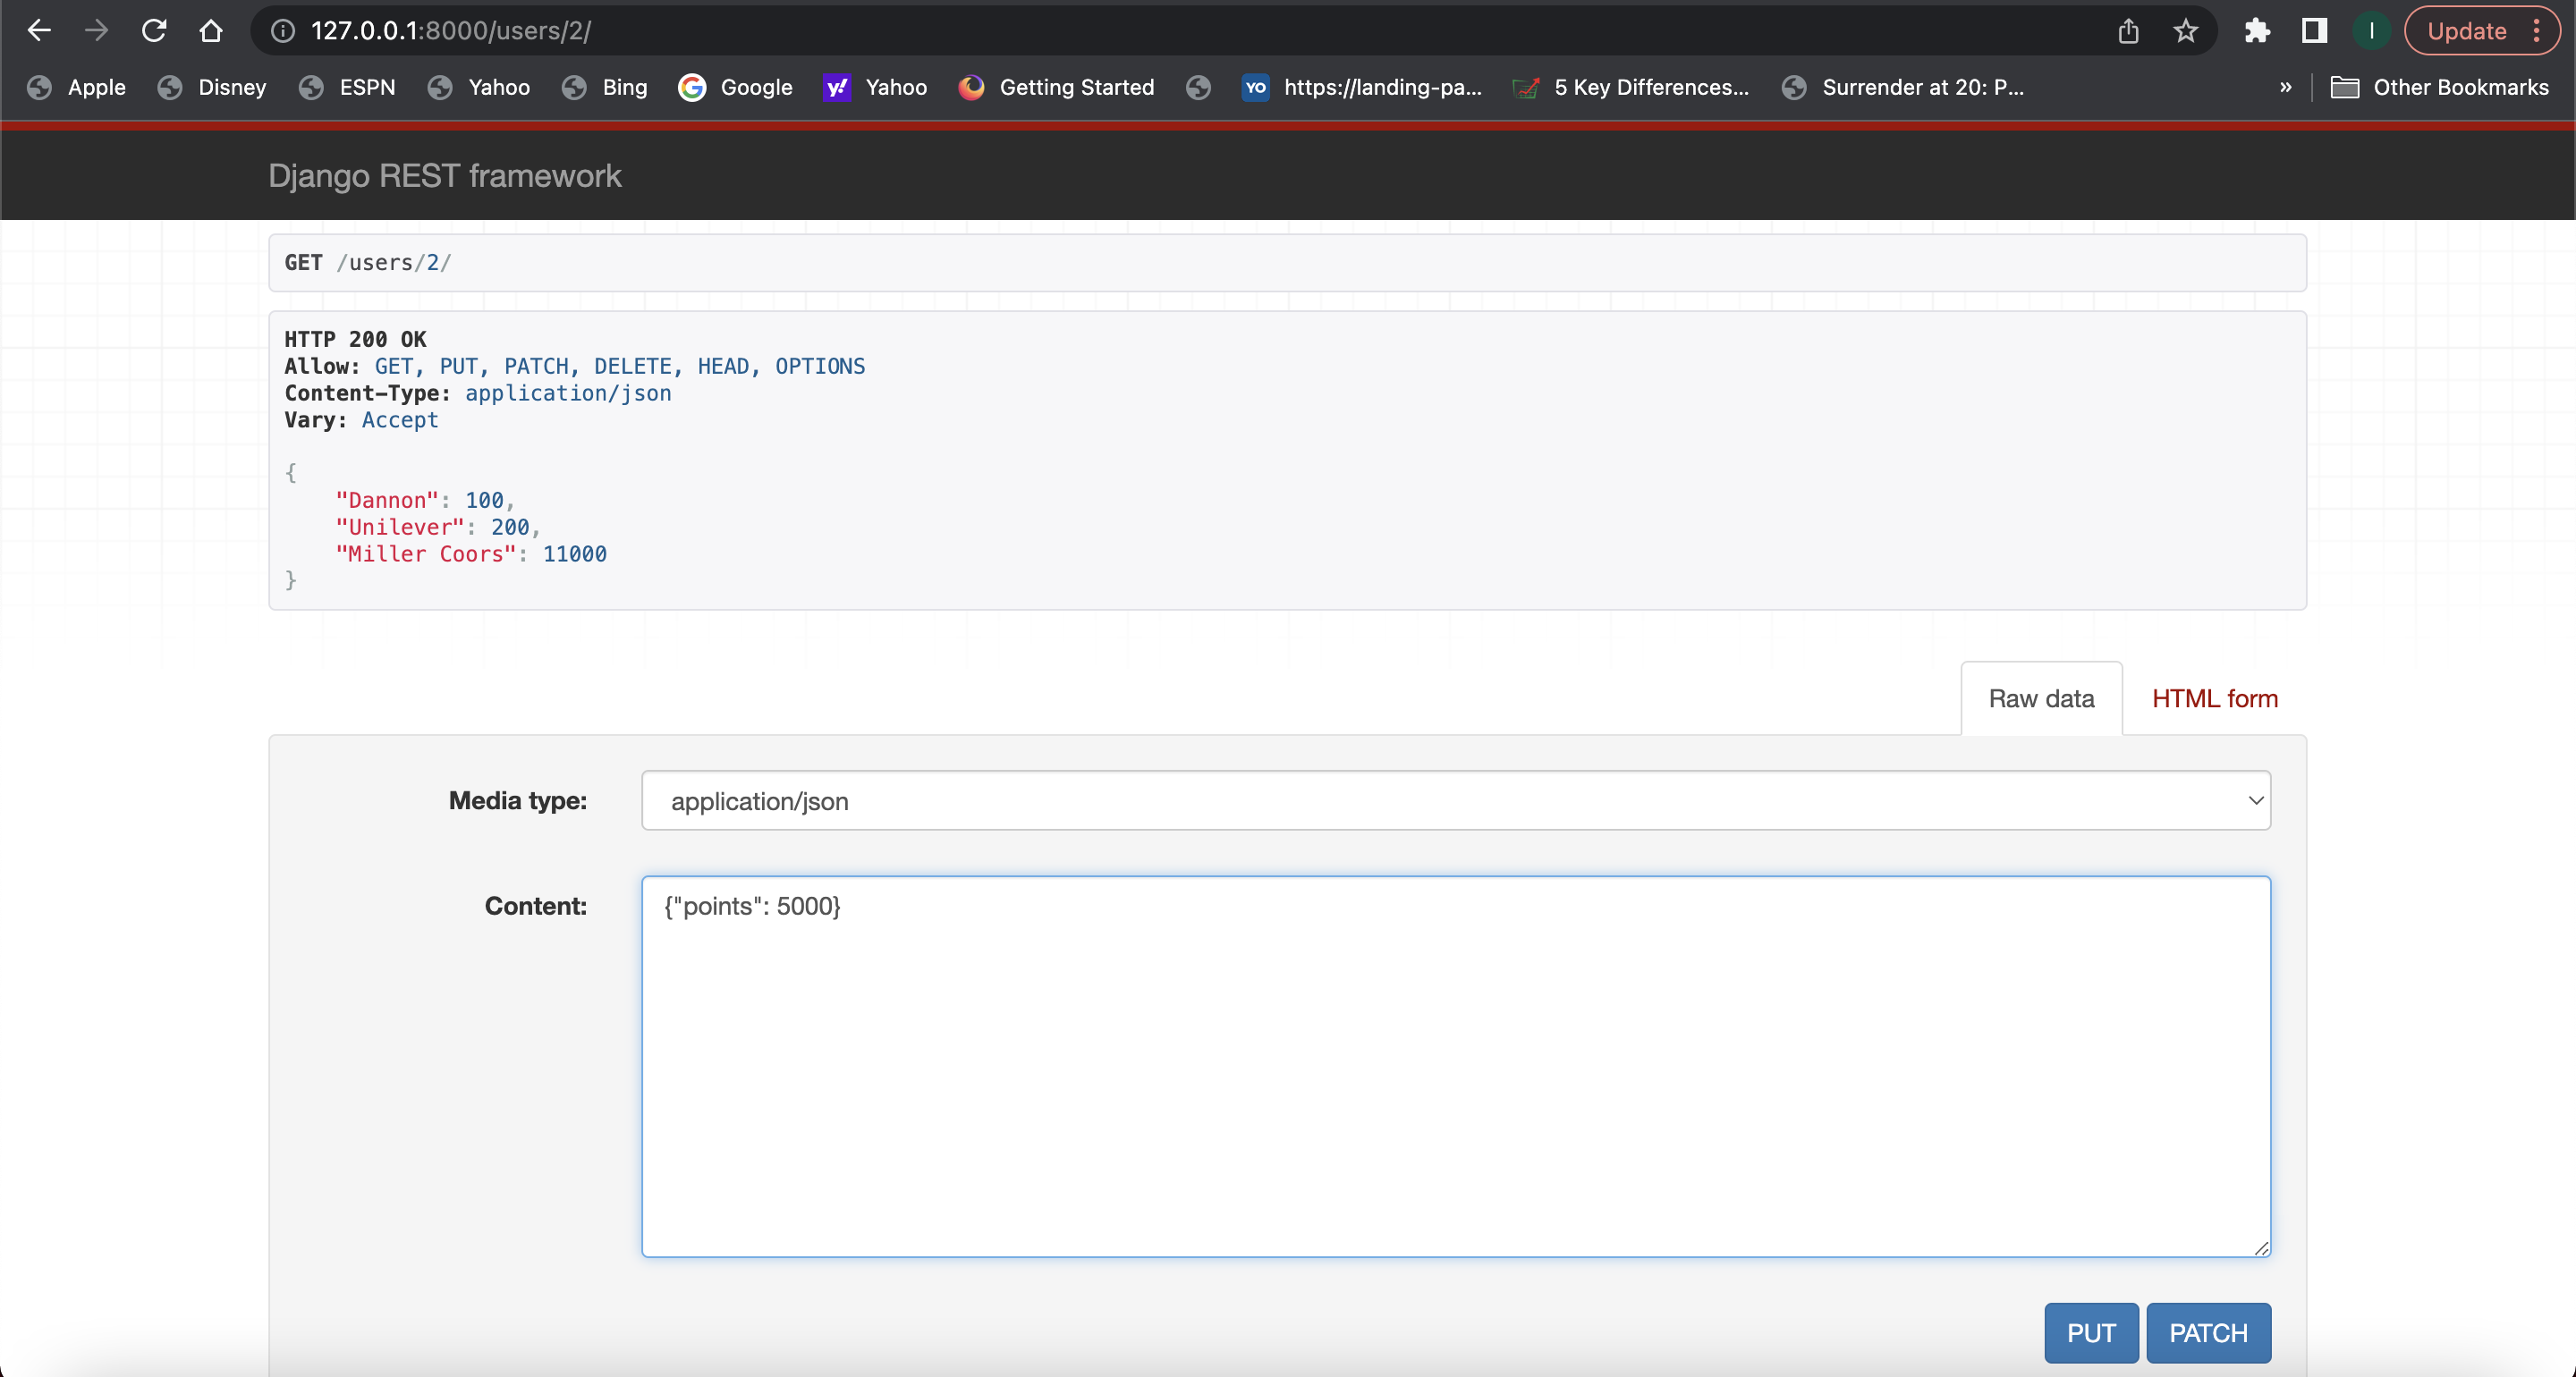 127.0.0.1:8000/users/2/
I
Update
Apple Disney ESPN Yahoo Bing Google Yahoo Getting Started YO https://landing-pa... 5 Key Differences... Surrender at 20: P... » Other Bookmarks
Django REST framework
GET /users/2/
HTTP 200 OK
Allow: GET, PUT, PATCH, DELETE, HEAD, OPTIONS
Content-Type: application/json
Vary: Accept
{
"Dannon": 100,
"Unilever": 200,
"Miller Coors": 11000
}
Raw data HTML form
Media type: application/json
Content: {"points": 5000}
PUT PATCH